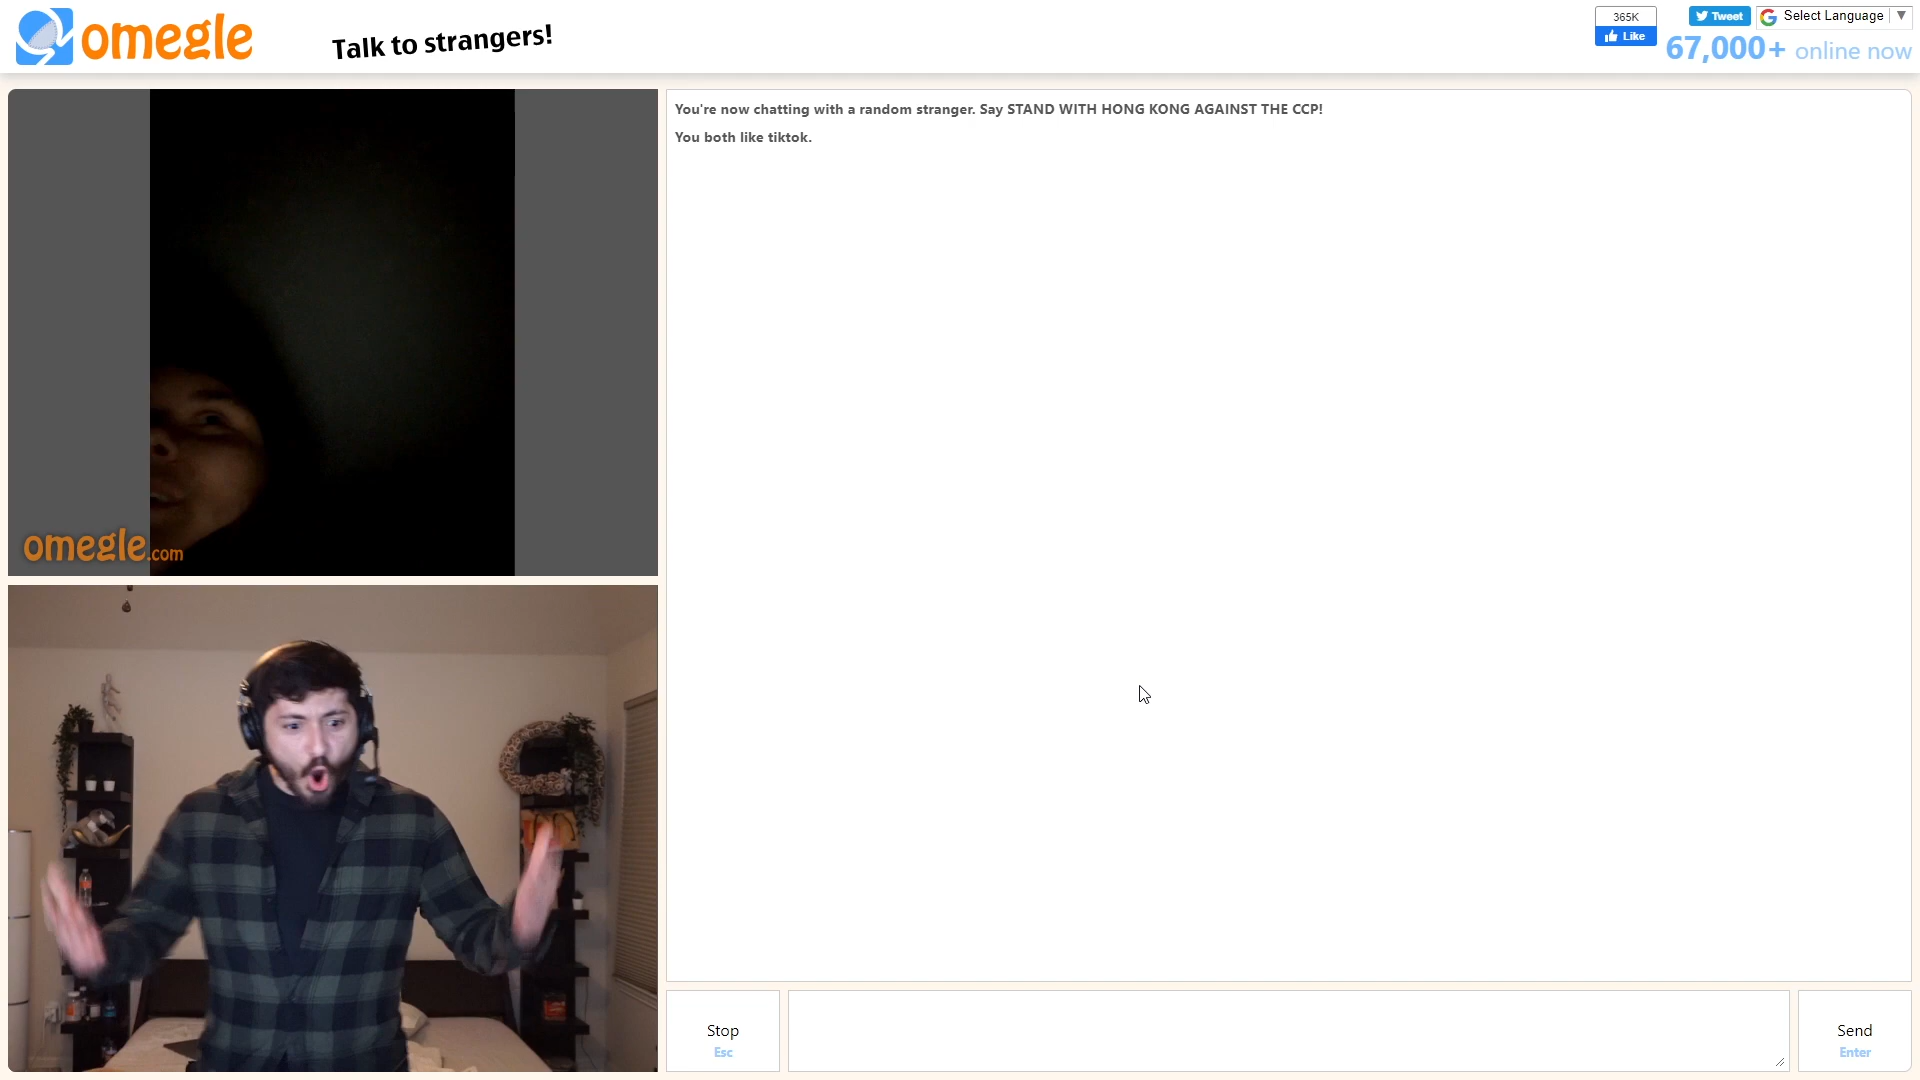 omegle
Talk to strangers!
365K
Like
Tweet
Select Language
67,000+ online now
You're now chatting with a random stranger. Say STAND WITH HONG KONG AGAINST THE CCP!
You both like tiktok.
omegle.com
Stop
Esc
Send
Enter